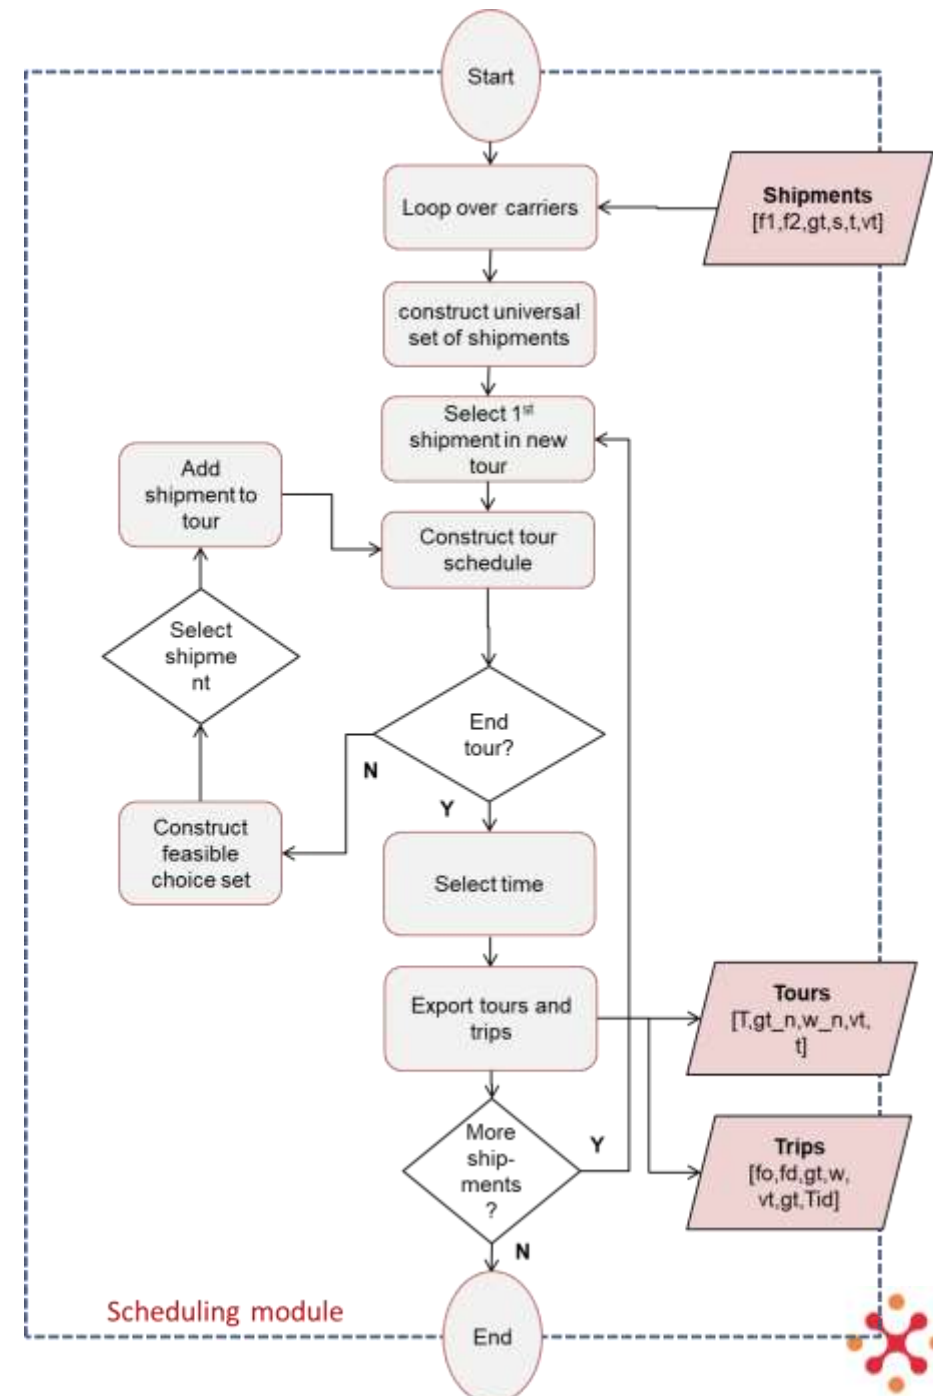 Start
Loop over carriers
Shipments
[f1,f2,gt,s,t,vt]
construct universal
set of shipments
Select 1st
shipment in new
tour
Add
shipment to
tour
Construct tour
schedule
Select
shipme
nt
End
tour?
N
Y
Construct
feasible
choice set
Select time
Export tours and
trips
Tours
[T,gt_n,w_n,vt,
t]
More
ship-
ments
?
Y
Trips
[fo,fd,gt,w,
vt,gt,Tid]
N
Scheduling module
End